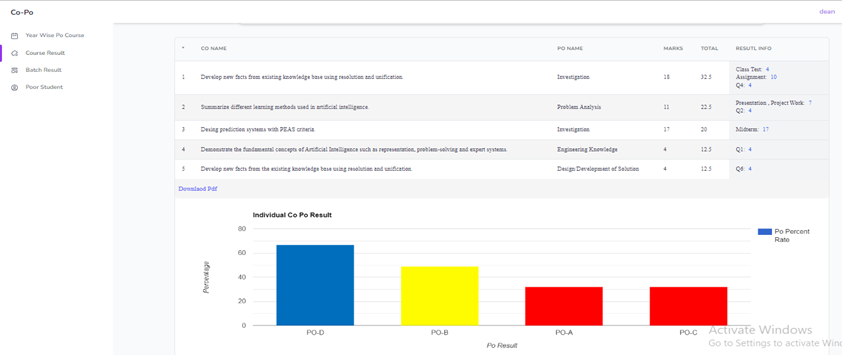 Co-Po
dean
Year Wise Po Course
Course Result
Batch Result
Poor Student
* CO NAME PO NAME MARKS TOTAL RESUTL INFO
1 Develop new facts from existing knowledge base using resolution and unification. Investigation 18 32.5 Class Test: 4
Assignment: 10
Q4: 4
2 Summarize different learning methods used in artificial intelligence. Problem Analysis 11 22.5 Presentation , Project Work: 7
Q2: 4
3 Desing prediction systems with PEAS criteria. Investigation 17 20 Midterm: 17
4 Demonstrate the fundamental concepts of Artificial Intelligence such as representation, problem-solving and expert systems. Engineering Knowledge 4 12.5 Q1: 4
5 Develop new facts from the existing knowledge base using resolution and unification. Design/Development of Solution 4 12.5 Q6: 4
Downlaod Pdf
Individual Co Po Result
80
60
40
20
0
Percentage
PO-D PO-B PO-A PO-C
Po Result
Po Percent
Rate
Activate Windows
Go to Settings to activate Win